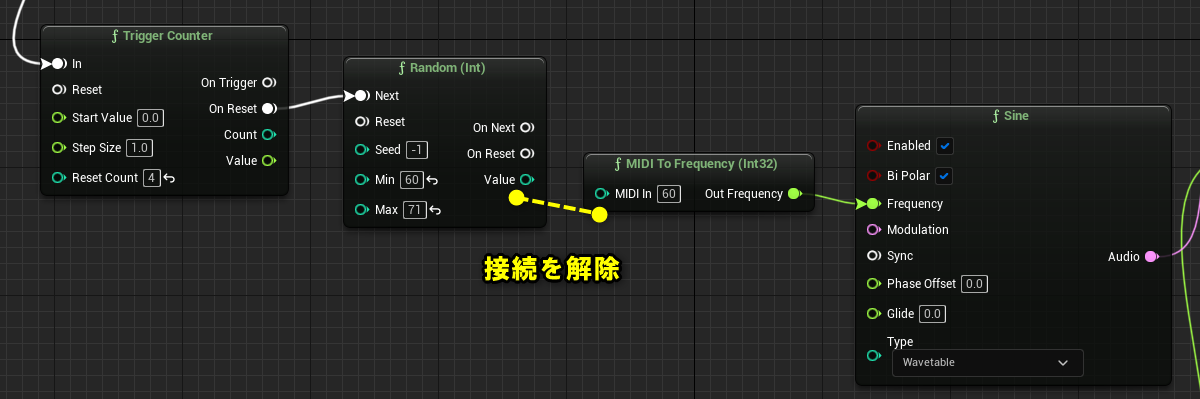 f Trigger Counter
In
Reset
On Trigger
On Reset
Start Value 0.0
Count
Step Size 1.0
Value
Reset Count 4
f Random (Int)
Next
Reset
On Next
Seed -1
On Reset
Min 60
Value
Max 71
f MIDI To Frequency (Int32)
MIDI In 60
Out Frequency
接続を解除
f Sine
Enabled
Bi Polar
Frequency
Modulation
Sync
Audio
Phase Offset 0.0
Glide 0.0
Type
Wavetable